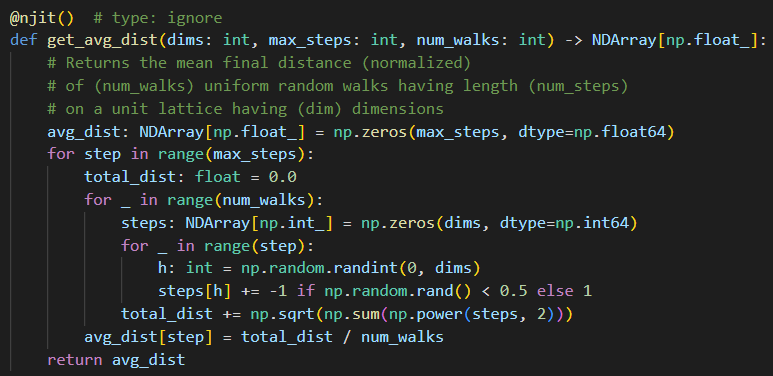 @njit()  # type: ignore
def get_avg_dist(dims: int, max_steps: int, num_walks: int) -> NDArray[np.float_]:
    # Returns the mean final distance (normalized)
    # of (num_walks) uniform random walks having length (num_steps)
    # on a unit lattice having (dim) dimensions
    avg_dist: NDArray[np.float_] = np.zeros(max_steps, dtype=np.float64)
    for step in range(max_steps):
        total_dist: float = 0.0
        for _ in range(num_walks):
            steps: NDArray[np.int_] = np.zeros(dims, dtype=np.int64)
            for _ in range(step):
                h: int = np.random.randint(0, dims)
                steps[h] += -1 if np.random.rand() < 0.5 else 1
            total_dist += np.sqrt(np.sum(np.power(steps, 2)))
        avg_dist[step] = total_dist / num_walks
    return avg_dist